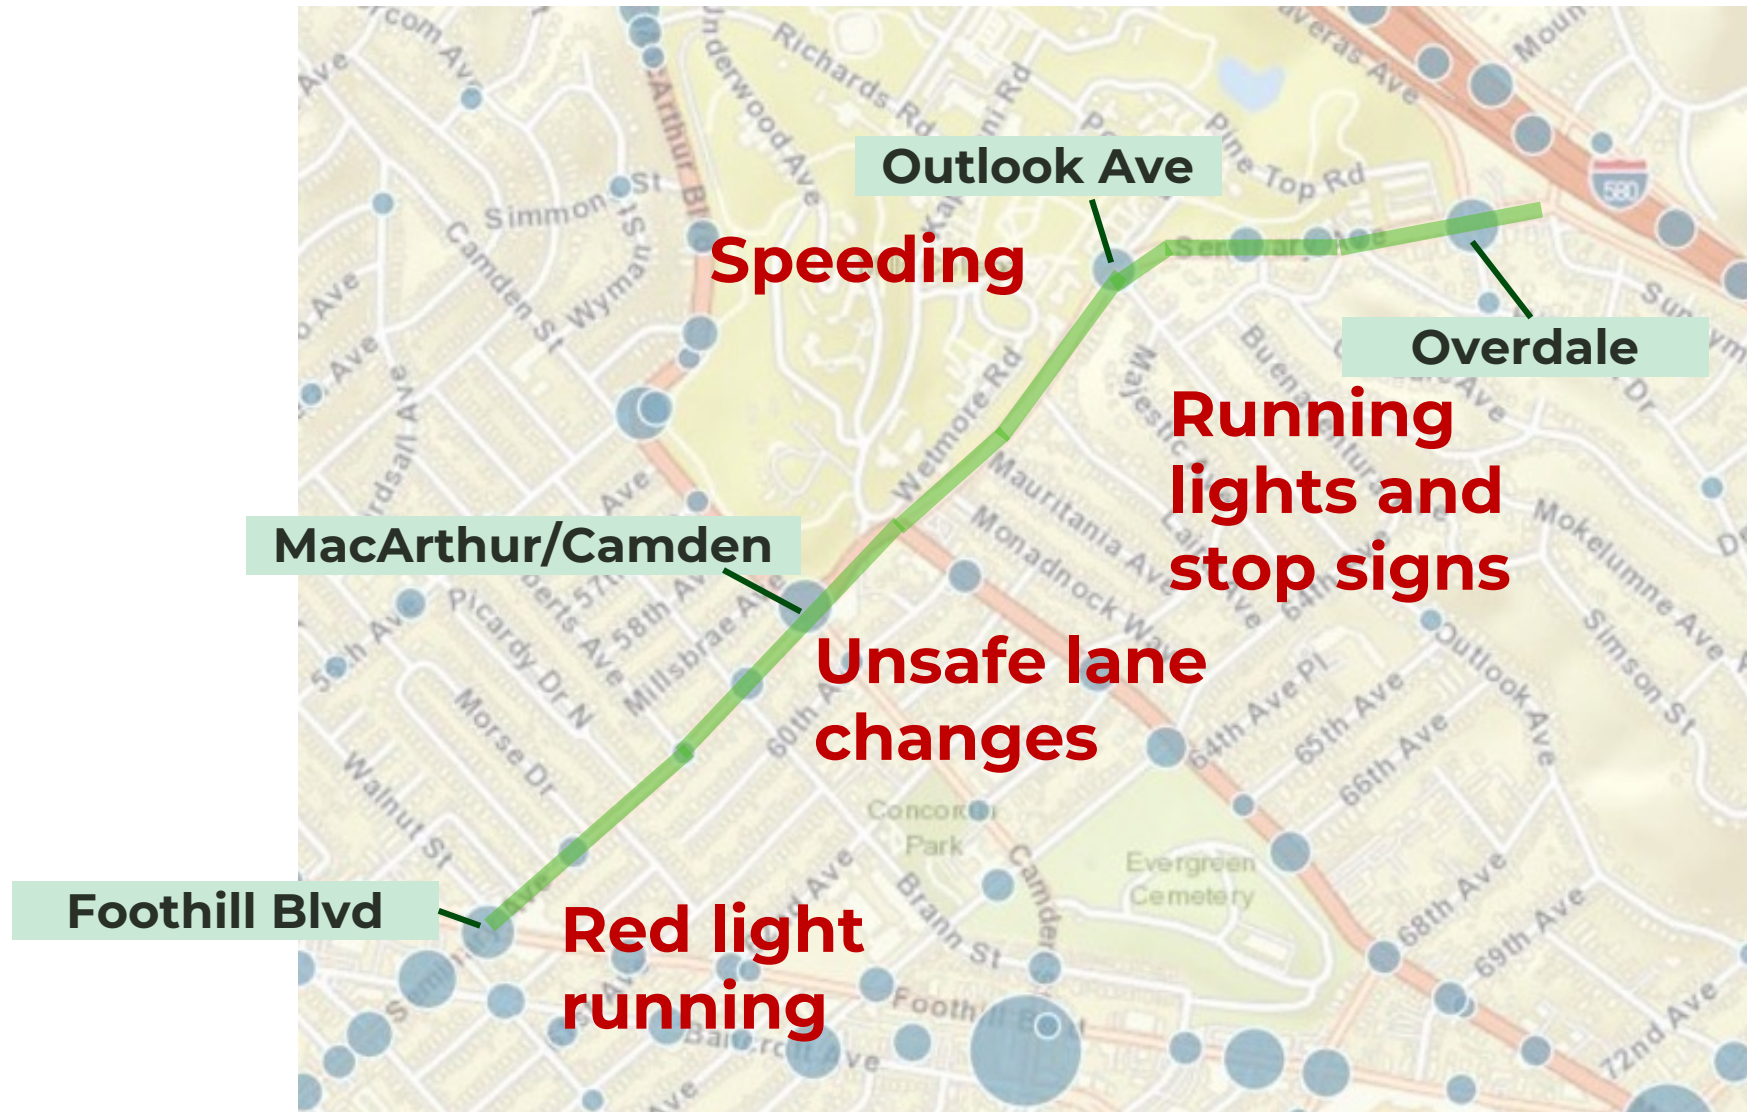 Underwood Ave
Richards Rd
Pine Top Rd
580
Outlook Ave
Simmon St
Camden St
Wyman St
Speeding
Overdale
Wetmore Rd
Running
lights and
stop signs
MacArthur/Camden
Mauritania Ave
Monadnock Way
Mokelumne Ave
Simson St
Outlook Ave
58th Ave
Millsbrae Ave
Picardy Dr N
Morse Dr
Walnut St
Unsafe lane
changes
64th Ave
64th Ave PL
65th Ave
66th Ave
60th A
Park
Evergreen
Cemetery
Camden
Brann St
Foothill Blvd
Red light
running
68th Ave
69th Ave
72nd Ave